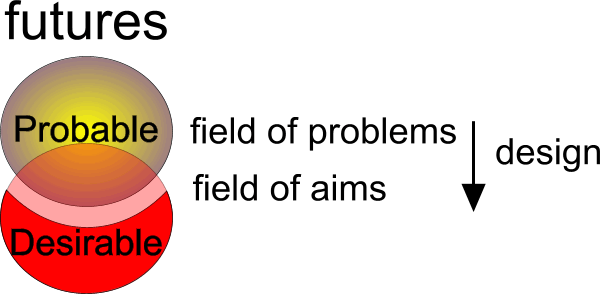 futures
Probable
field of problems
design
field of aims
Desirable